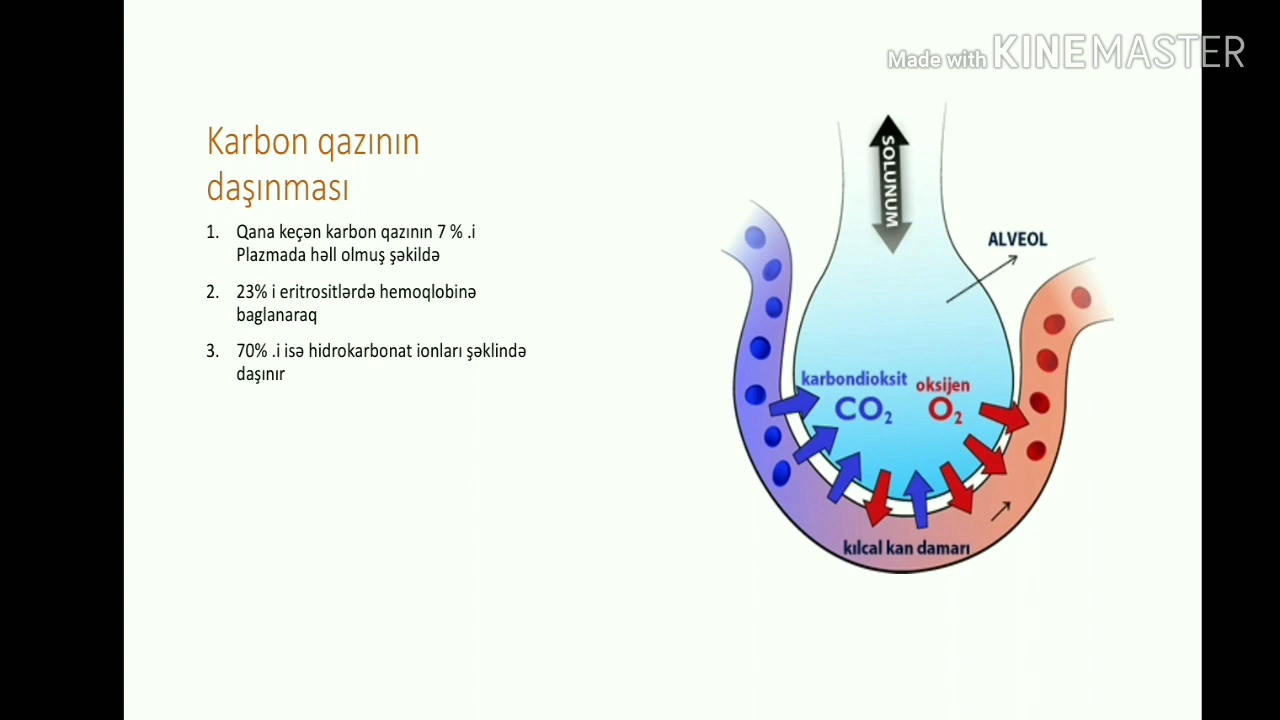 Made with KINEMASTER
Karbon qazının
daşınması
1. Qana keçən karbon qazının 7 % .i
Plazmada həll olmuş şəkildə
2. 23% i eritrositlərdə hemoqlobinə
baglanaraq
3. 70% .i isə hidrokarbonat ionları şəklində
daşınır
SOLUNUM
ALVEOL
karbondioksit
CO₂
oksijen
O₂
kılcal kan damarı